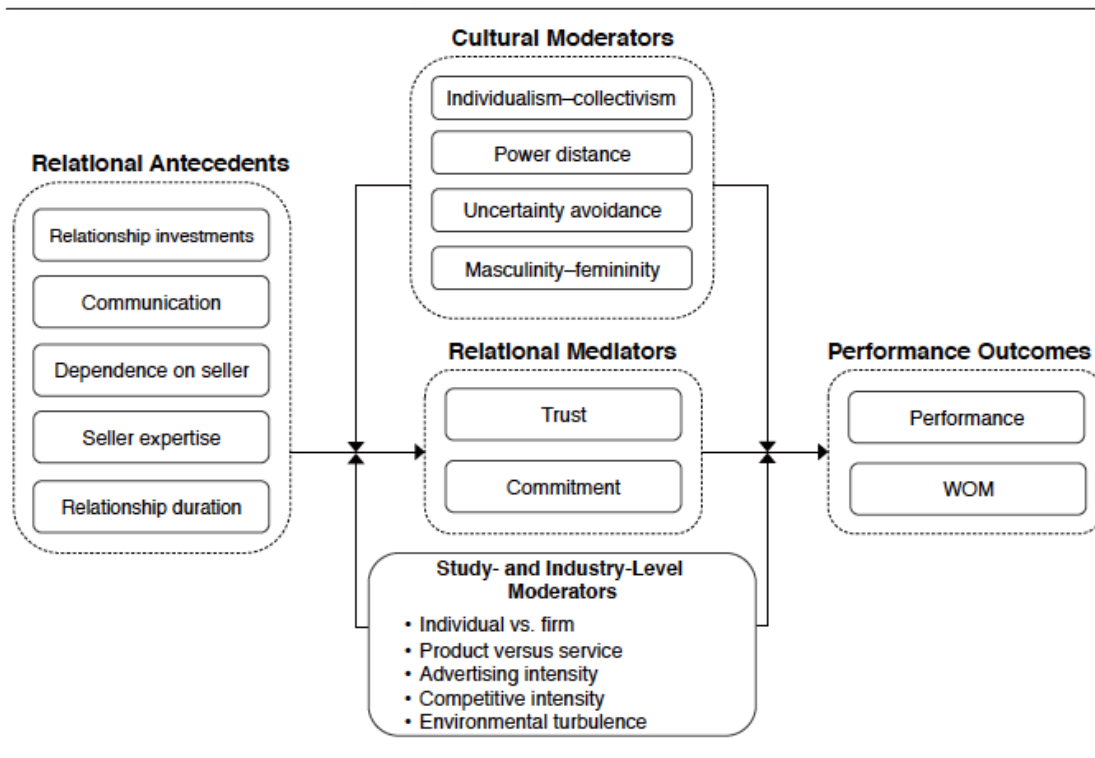 Cultural Moderators
Individualism–collectivism
Power distance
Uncertainty avoidance
Masculinity–femininity
Relational Antecedents
Relationship investments
Communication
Dependence on seller
Seller expertise
Relationship duration
Relational Mediators
Trust
Commitment
Performance Outcomes
Performance
WOM
Study- and Industry-Level
Moderators
• Individual vs. firm
• Product versus service
• Advertising intensity
• Competitive intensity
• Environmental turbulence